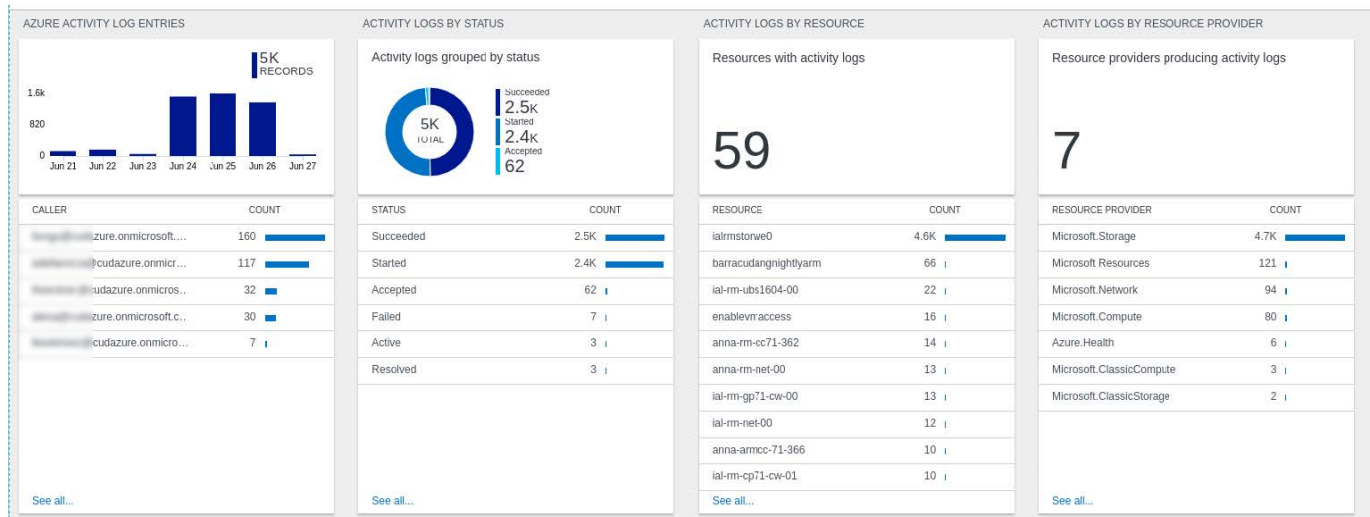 AZURE ACTIVITY LOG ENTRIES
5K
RECORDS
1.6k
820
0
Jun 21 Jun 22 Jun 23 Jun 24 Jun 25 Jun 26 Jun 27
CALLER COUNT
zure.onmicrosoft.... 160
@cudazure.onmicr... 117
cudazure.onmicros.. 32
zure.onmicrosoft.c.. 30
cudazure.onmicro... 7
See all...
ACTIVITY LOGS BY STATUS
Activity logs grouped by status
5K
TOTAL
Succeeded
2.5K
Started
2.4K
Accepted
62
STATUS COUNT
Succeeded 2.5K
Started 2.4K
Accepted 62
Failed 7
Active 3
Resolved 3
See all...
ACTIVITY LOGS BY RESOURCE
Resources with activity logs
59
RESOURCE COUNT
ialrmstorwe0 4.6K
barracudangnightlyarm 66
ial-rm-ubs1604-00 22
enablevmaccess 16
anna-rm-cc71-362 14
anna-rm-net-00 13
ial-rm-gp71-cw-00 13
ial-rm-net-00 12
anna-armcc-71-366 10
ial-rm-cp71-cw-01 10
See all...
ACTIVITY LOGS BY RESOURCE PROVIDER
Resource providers producing activity logs
7
RESOURCE PROVIDER COUNT
Microsoft.Storage 4.7K
Microsoft Resources 121
Microsoft.Network 94
Microsoft.Compute 80
Azure.Health 6
Microsoft.ClassicCompute 3
Microsoft.ClassicStorage 2
See all...